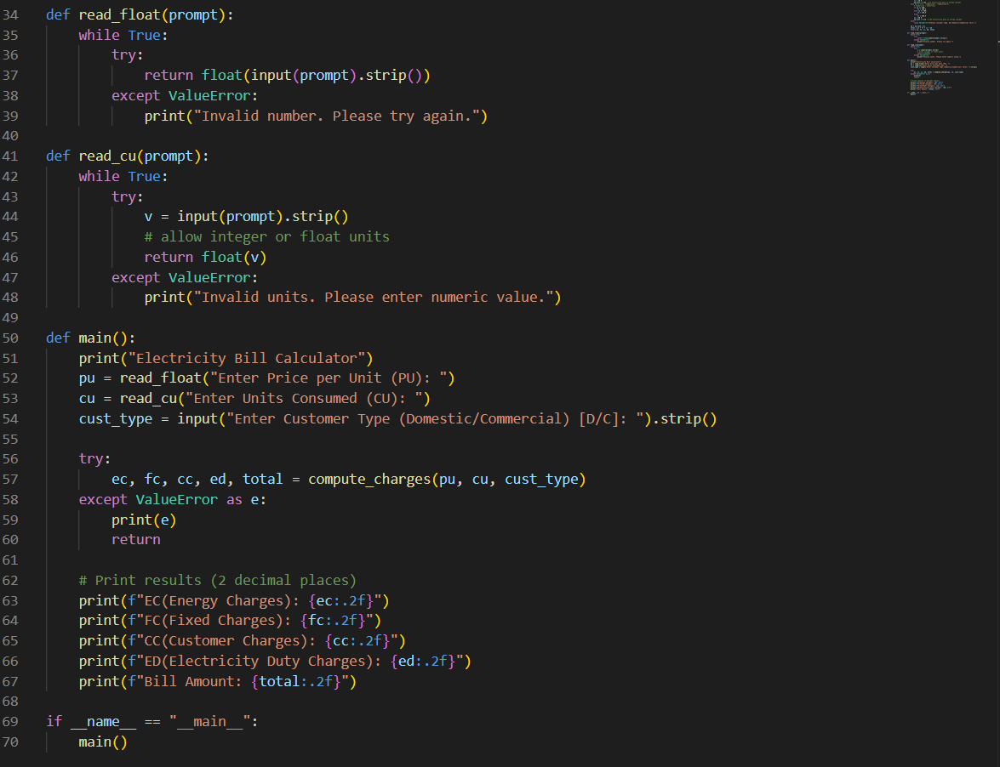 34 def read_float(prompt):
35     while True:
36         try:
37             return float(input(prompt).strip())
38         except ValueError:
39             print("Invalid number. Please try again.")
40
41 def read_cu(prompt):
42     while True:
43         try:
44             v = input(prompt).strip()
45             # allow integer or float units
46             return float(v)
47         except ValueError:
48             print("Invalid units. Please enter numeric value.")
49
50 def main():
51     print("Electricity Bill Calculator")
52     pu = read_float("Enter Price per Unit (PU): ")
53     cu = read_cu("Enter Units Consumed (CU): ")
54     cust_type = input("Enter Customer Type (Domestic/Commercial) [D/C]: ").strip()
55
56     try:
57         ec, fc, cc, ed, total = compute_charges(pu, cu, cust_type)
58     except ValueError as e:
59         print(e)
60         return
61
62     # Print results (2 decimal places)
63     print(f"EC(Energy Charges): {ec:.2f}")
64     print(f"FC(Fixed Charges): {fc:.2f}")
65     print(f"CC(Customer Charges): {cc:.2f}")
66     print(f"ED(Electricity Duty Charges): {ed:.2f}")
67     print(f"Bill Amount: {total:.2f}")
68
69 if __name__ == "__main__":
70     main()